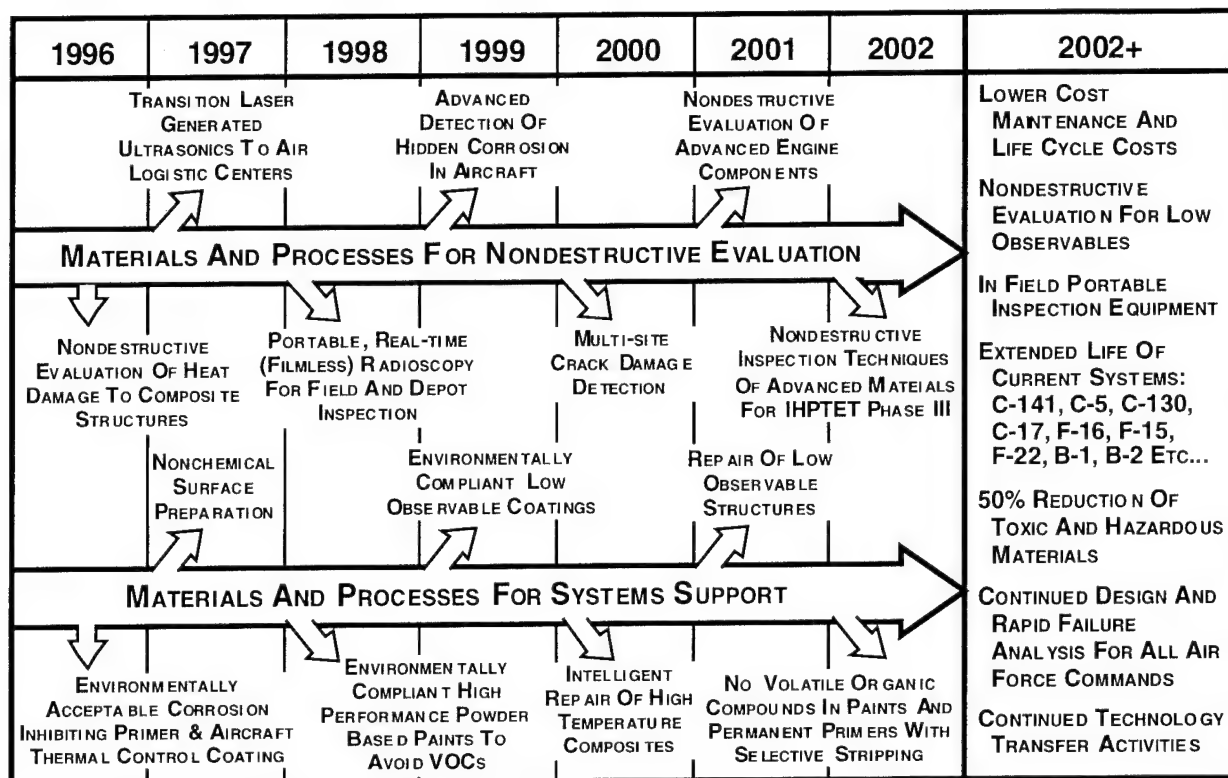 1996 1997 1998 1999 2000 2001 2002 2002+
TRANSITION LASER
GENERATED
ULTRASONICS TO AIR
LOGISTIC CENTERS
ADVANCED
DETECTION OF
HIDDEN CORROSION
IN AIRCRAFT
NONDESTRUCTIVE
EVALUATION OF
ADVANCED ENGINE
COMPONENTS
MATERIALS AND PROCESSES FOR NONDESTRUCTIVE EVALUATION
NONDESTRUCTIVE
EVALUATION OF HEAT
DAMAGE TO COMPOSITE
STRUCTURES
PORTABLE, REAL-TIME
(FILMLESS) RADIOSCOPY
FOR FIELD AND DEPOT
INSPECTION
MULTI-SITE
CRACK DAMAGE
DETECTION
NONDESTRUCTIVE
INSPECTION TECHNIQUES
OF ADVANCED MATEIALS
FOR IHPTET PHASE III
NONCHEMICAL
SURFACE
PREPARATION
ENVIRONMENTALLY
COMPLIANT LOW
OBSERVABLE COATINGS
REPAIR OF LOW
OBSERVABLE
STRUCTURES
MATERIALS AND PROCESSES FOR SYSTEMS SUPPORT
ENVIRONMENTALLY
ACCEPTABLE CORROSION
INHIBITING PRIMER & AIRCRAFT
THERMAL CONTROL COATING
ENVIRONMENTALLY
COMPLIANT HIGH
PERFORMANCE POWDER
BASED PAINTS TO
AVOID VOCS
INTELLIGENT
REPAIR OF HIGH
TEMPERATURE
COMPOSITES
NO VOLATILE ORGANIC
COMPOUNDS IN PAINTS AND
PERMANENT PRIMERS WITH
SELECTIVE STRIPPING
LOWER COST
MAINTENANCE AND
LIFE CYCLE COSTS
NONDESTRUCTIVE
EVALUATION FOR LOW
OBSERVABLES
IN FIELD PORTABLE
INSPECTION EQUIPMENT
EXTENDED LIFE OF
CURRENT SYSTEMS:
C-141, C-5, C-130,
C-17, F-16, F-15,
F-22, B-1, B-2 ETC...
50% REDUCTION OF
TOXIC AND HAZARDOUS
MATERIALS
CONTINUED DESIGN AND
RAPID FAILURE
ANALYSIS FOR ALL AIR
FORCE COMMANDS
CONTINUED TECHNOLOGY
TRANSFER ACTIVITIES